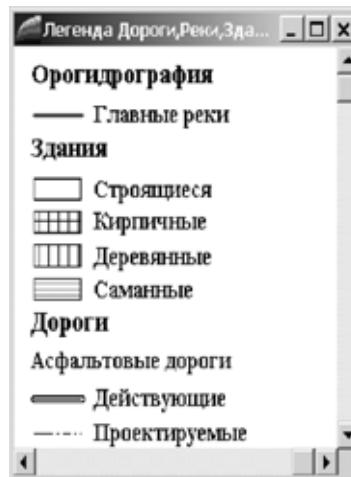 Легенда Дороги,Реки,Зда...
Орогидрография
Главные реки
Здания
Строящиеся
Кирпичные
Деревянные
Саманные
Дороги
Асфальтовые дороги
Действующие
Проектируемые